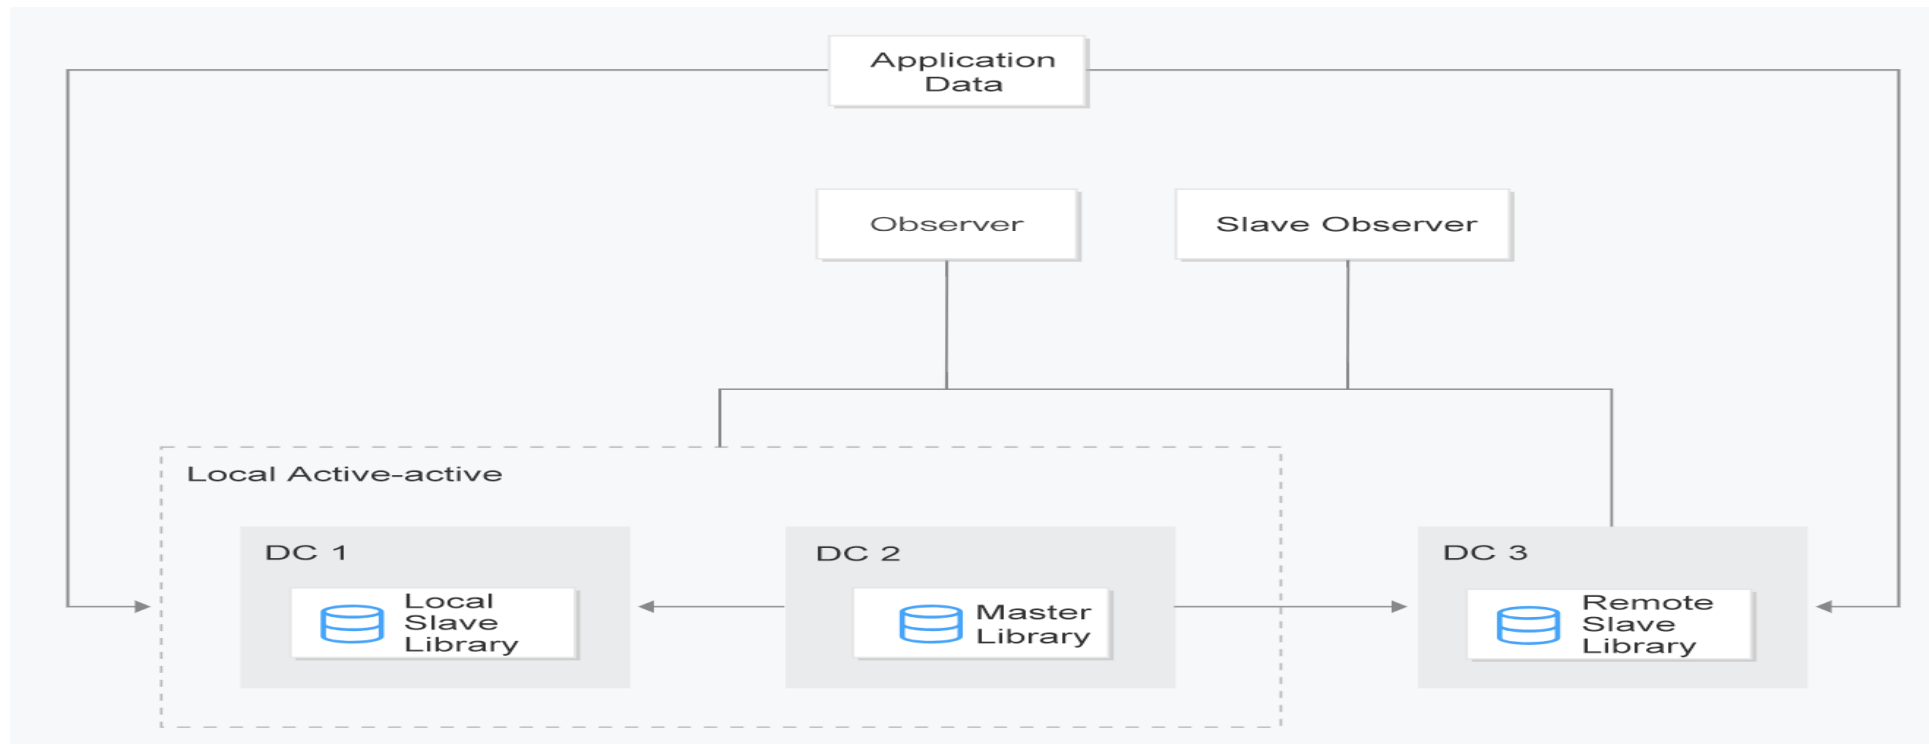 Application
Data
Observer
Slave Observer
Local Active-active
DC 1
Local
Slave
Library
DC 2
Master
Library
DC 3
Remote
Slave
Library